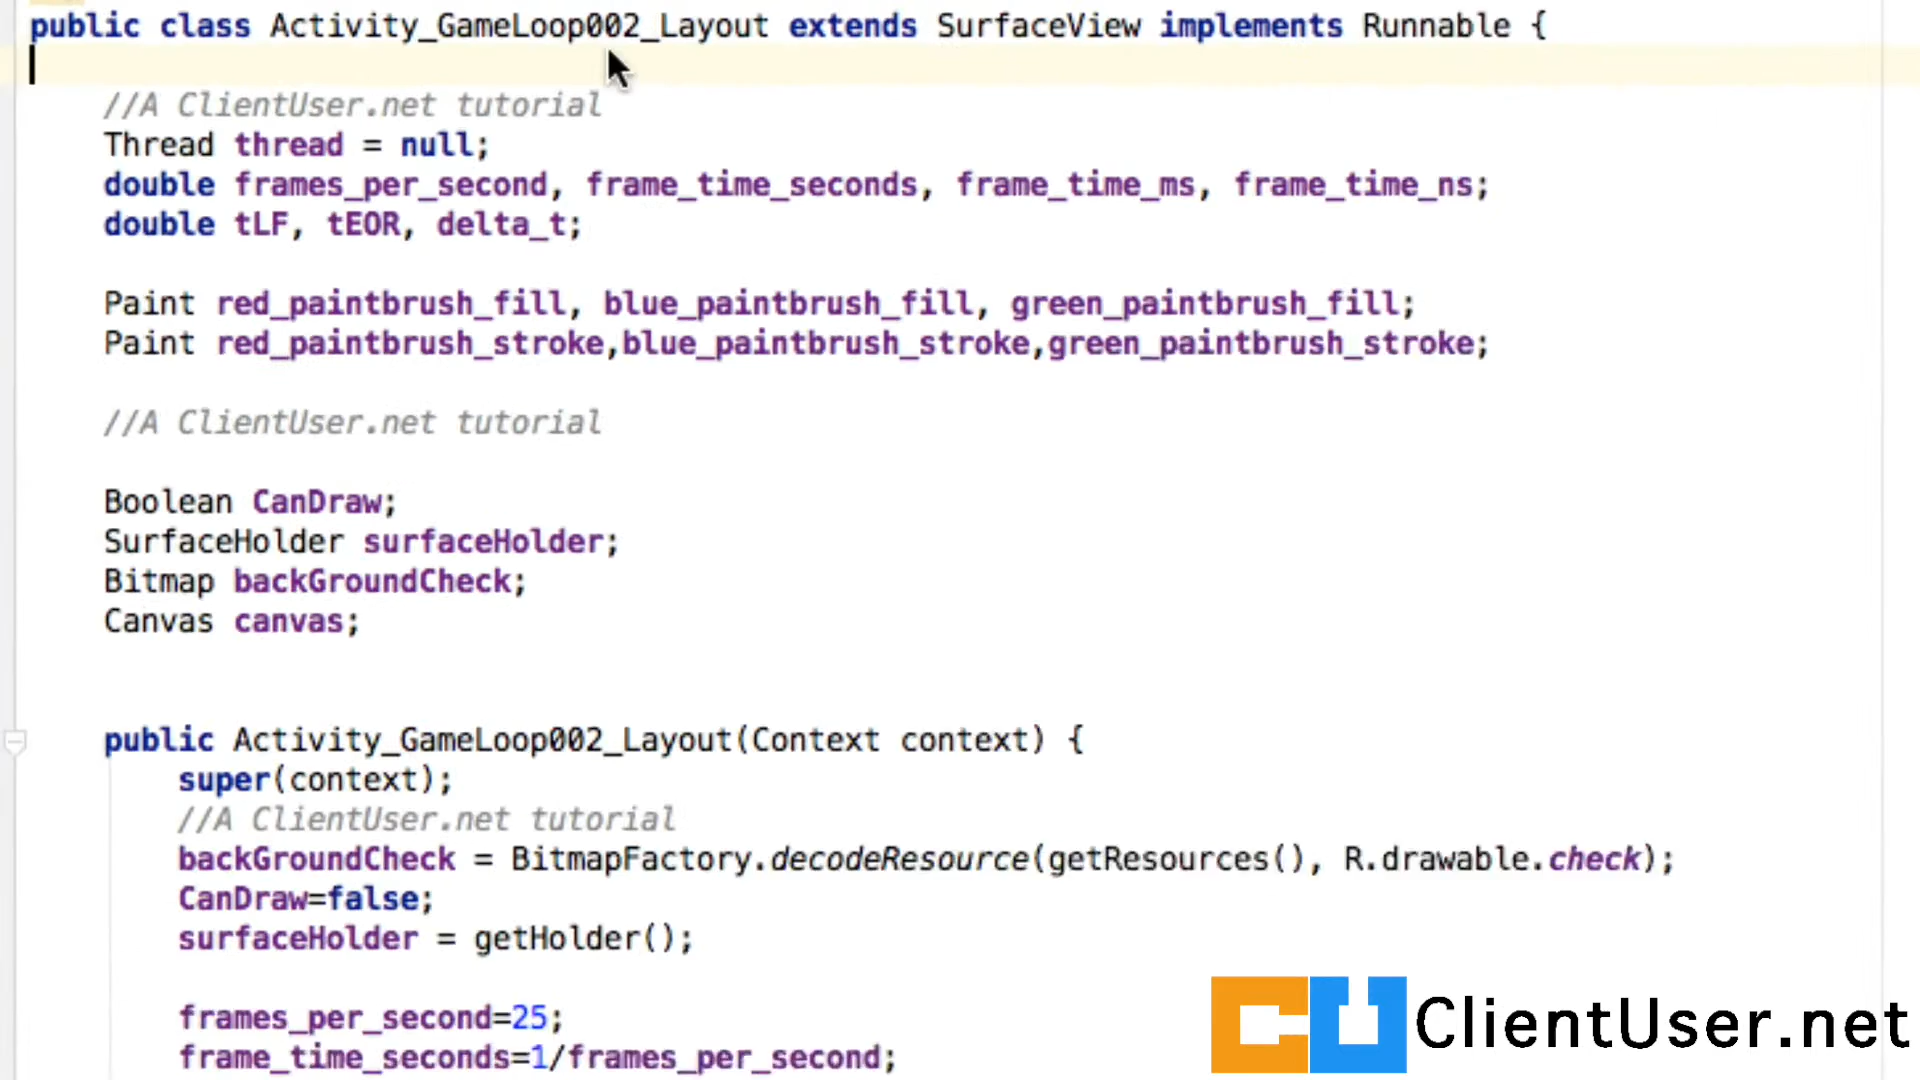 public class Activity_GameLoop002_Layout extends SurfaceView implements Runnable {
//A ClientUser.net tutorial
Thread thread = null;
double frames_per_second, frame_time_seconds, frame_time_ms, frame_time_ns;
double tLF, tEOR, delta_t;
Paint red_paintbrush_fill, blue_paintbrush_fill, green_paintbrush_fill;
Paint red_paintbrush_stroke,blue_paintbrush_stroke,green_paintbrush_stroke;
//A ClientUser.net tutorial
Boolean CanDraw;
SurfaceHolder surfaceHolder;
Bitmap backGroundCheck;
Canvas canvas;
public Activity_GameLoop002_Layout(Context context) {
super(context);
//A ClientUser.net tutorial
backGroundCheck = BitmapFactory.decodeResource(getResources(), R.drawable.check);
CanDraw=false;
surfaceHolder = getHolder();
frames_per_second=25;
frame_time_seconds=1/frames_per_second;
CU ClientUser.net